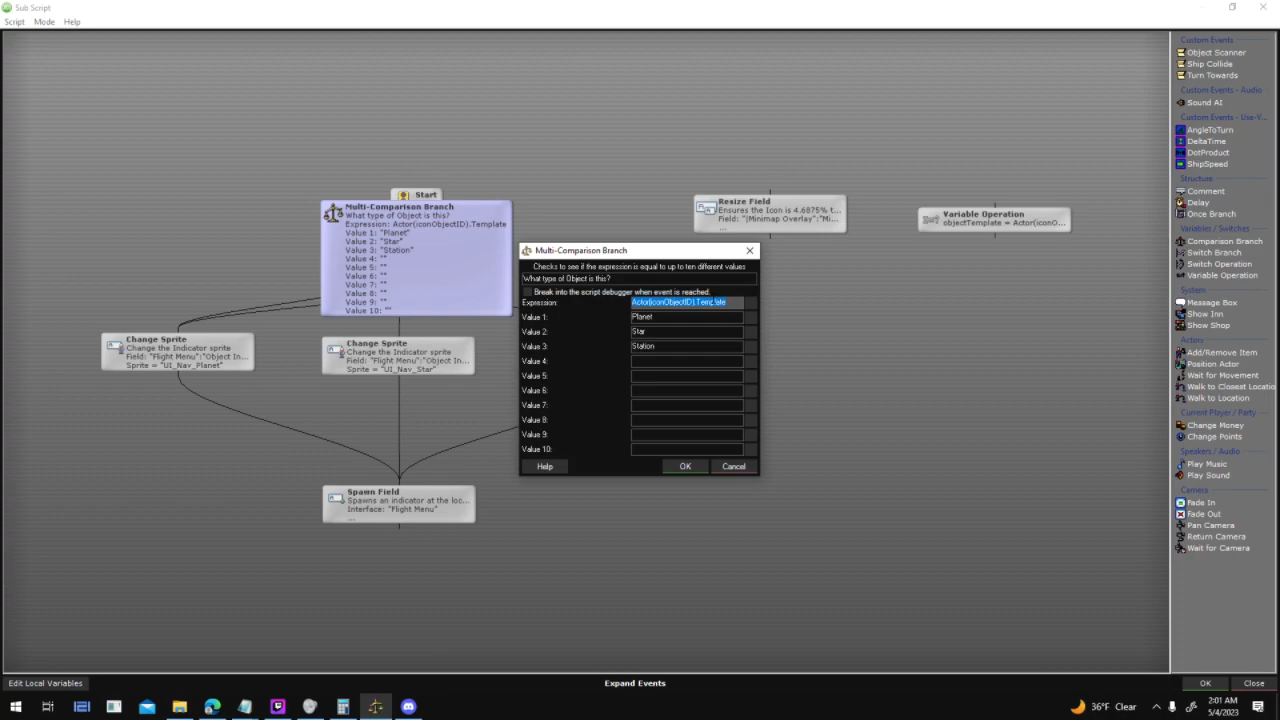 Sub Script
Script Mode Help
Start
Multi-Comparison Branch
What type of Object is this?
Expression: Actor(iconObjectID).Template
Value 1: "Planet"
Value 2: "Star"
Value 3: "Station"
Value 4: ""
Value 5: ""
Value 6: ""
Value 7: ""
Value 8: ""
Value 9: ""
Value 10: ""
Change Sprite
Change the Indicator sprite
Field: "Flight Menu":"Object In...
Sprite = "UI_Nav_Planet"
Change Sprite
Change the Indicator sprite
Field: "Flight Menu":"Object In...
Sprite = "UI_Nav_Star"
Spawn Field
Spawns an indicator at the loc...
Interface: "Flight Menu"
...
Resize Field
Ensures the Icon is 4.6875% t...
Field: "|Minimap Overlay":"Mi...
...
Variable Operation
objectTemplate = Actor(iconO...
Multi-Comparison Branch
Checks to see if the expression is equal to up to ten different values
What type of Object is this?
Break into the script debugger when event is reached.
Expression: Actor(iconObjectID).Template
Value 1: Planet
Value 2: Star
Value 3: Station
Value 4:
Value 5:
Value 6:
Value 7:
Value 8:
Value 9:
Value 10:
Help OK Cancel
Custom Events
Object Scanner
Ship Collide
Turn Towards
Custom Events - Audio
Sound AI
Custom Events - Use-V...
AngleToTurn
DeltaTime
DotProduct
ShipSpeed
Structure
Comment
Delay
Once Branch
Variables / Switches
Comparison Branch
Switch Branch
Switch Operation
Variable Operation
System
Message Box
Show Inn
Show Shop
Actors
Add/Remove Item
Position Actor
Wait for Movement
Walk to Closest Locatio
Walk to Location
Current Player / Party
Change Money
Change Points
Speakers / Audio
Play Music
Play Sound
Camera
Fade In
Fade Out
Pan Camera
Return Camera
Wait for Camera
Edit Local Variables
Expand Events
OK Close
36°F Clear
2:01 AM
5/4/2023